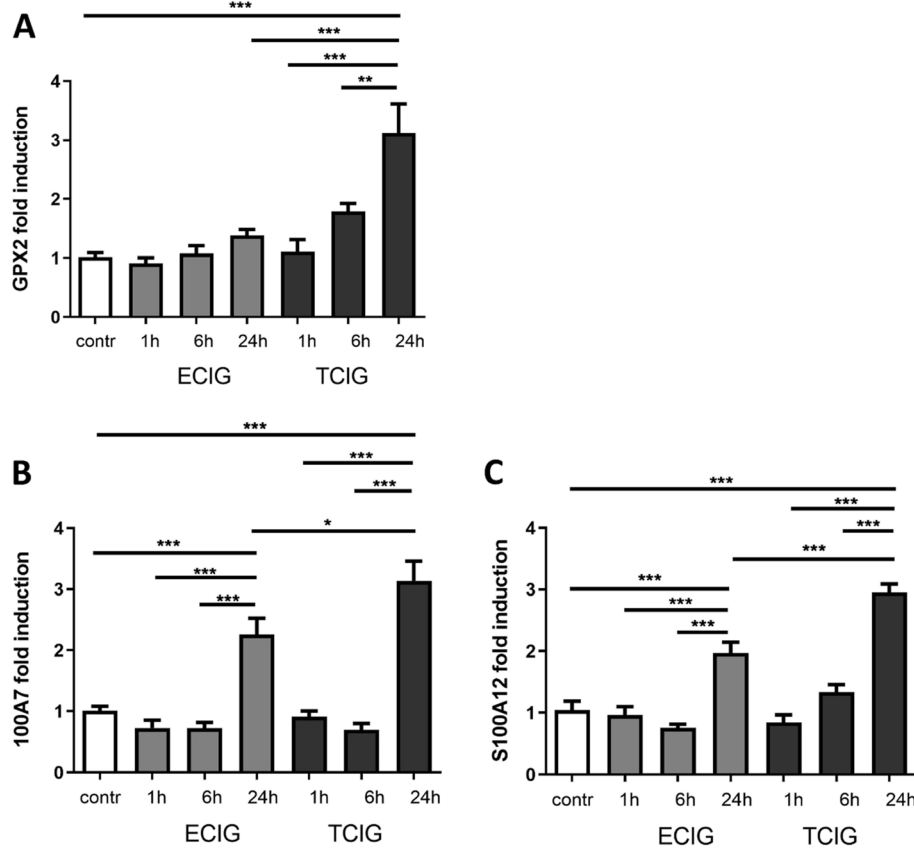 A
***
***
***
**
GPX2 fold induction
4
3
2
1
0
contr 1h 6h 24h 1h 6h 24h
ECIG TCIG
B
***
***
***
*
***
***
***
100A7 fold induction
4
3
2
1
0
contr 1h 6h 24h 1h 6h 24h
ECIG TCIG
C
***
***
***
***
***
***
***
S100A12 fold induction
4
3
2
1
0
contr 1h 6h 24h 1h 6h 24h
ECIG TCIG